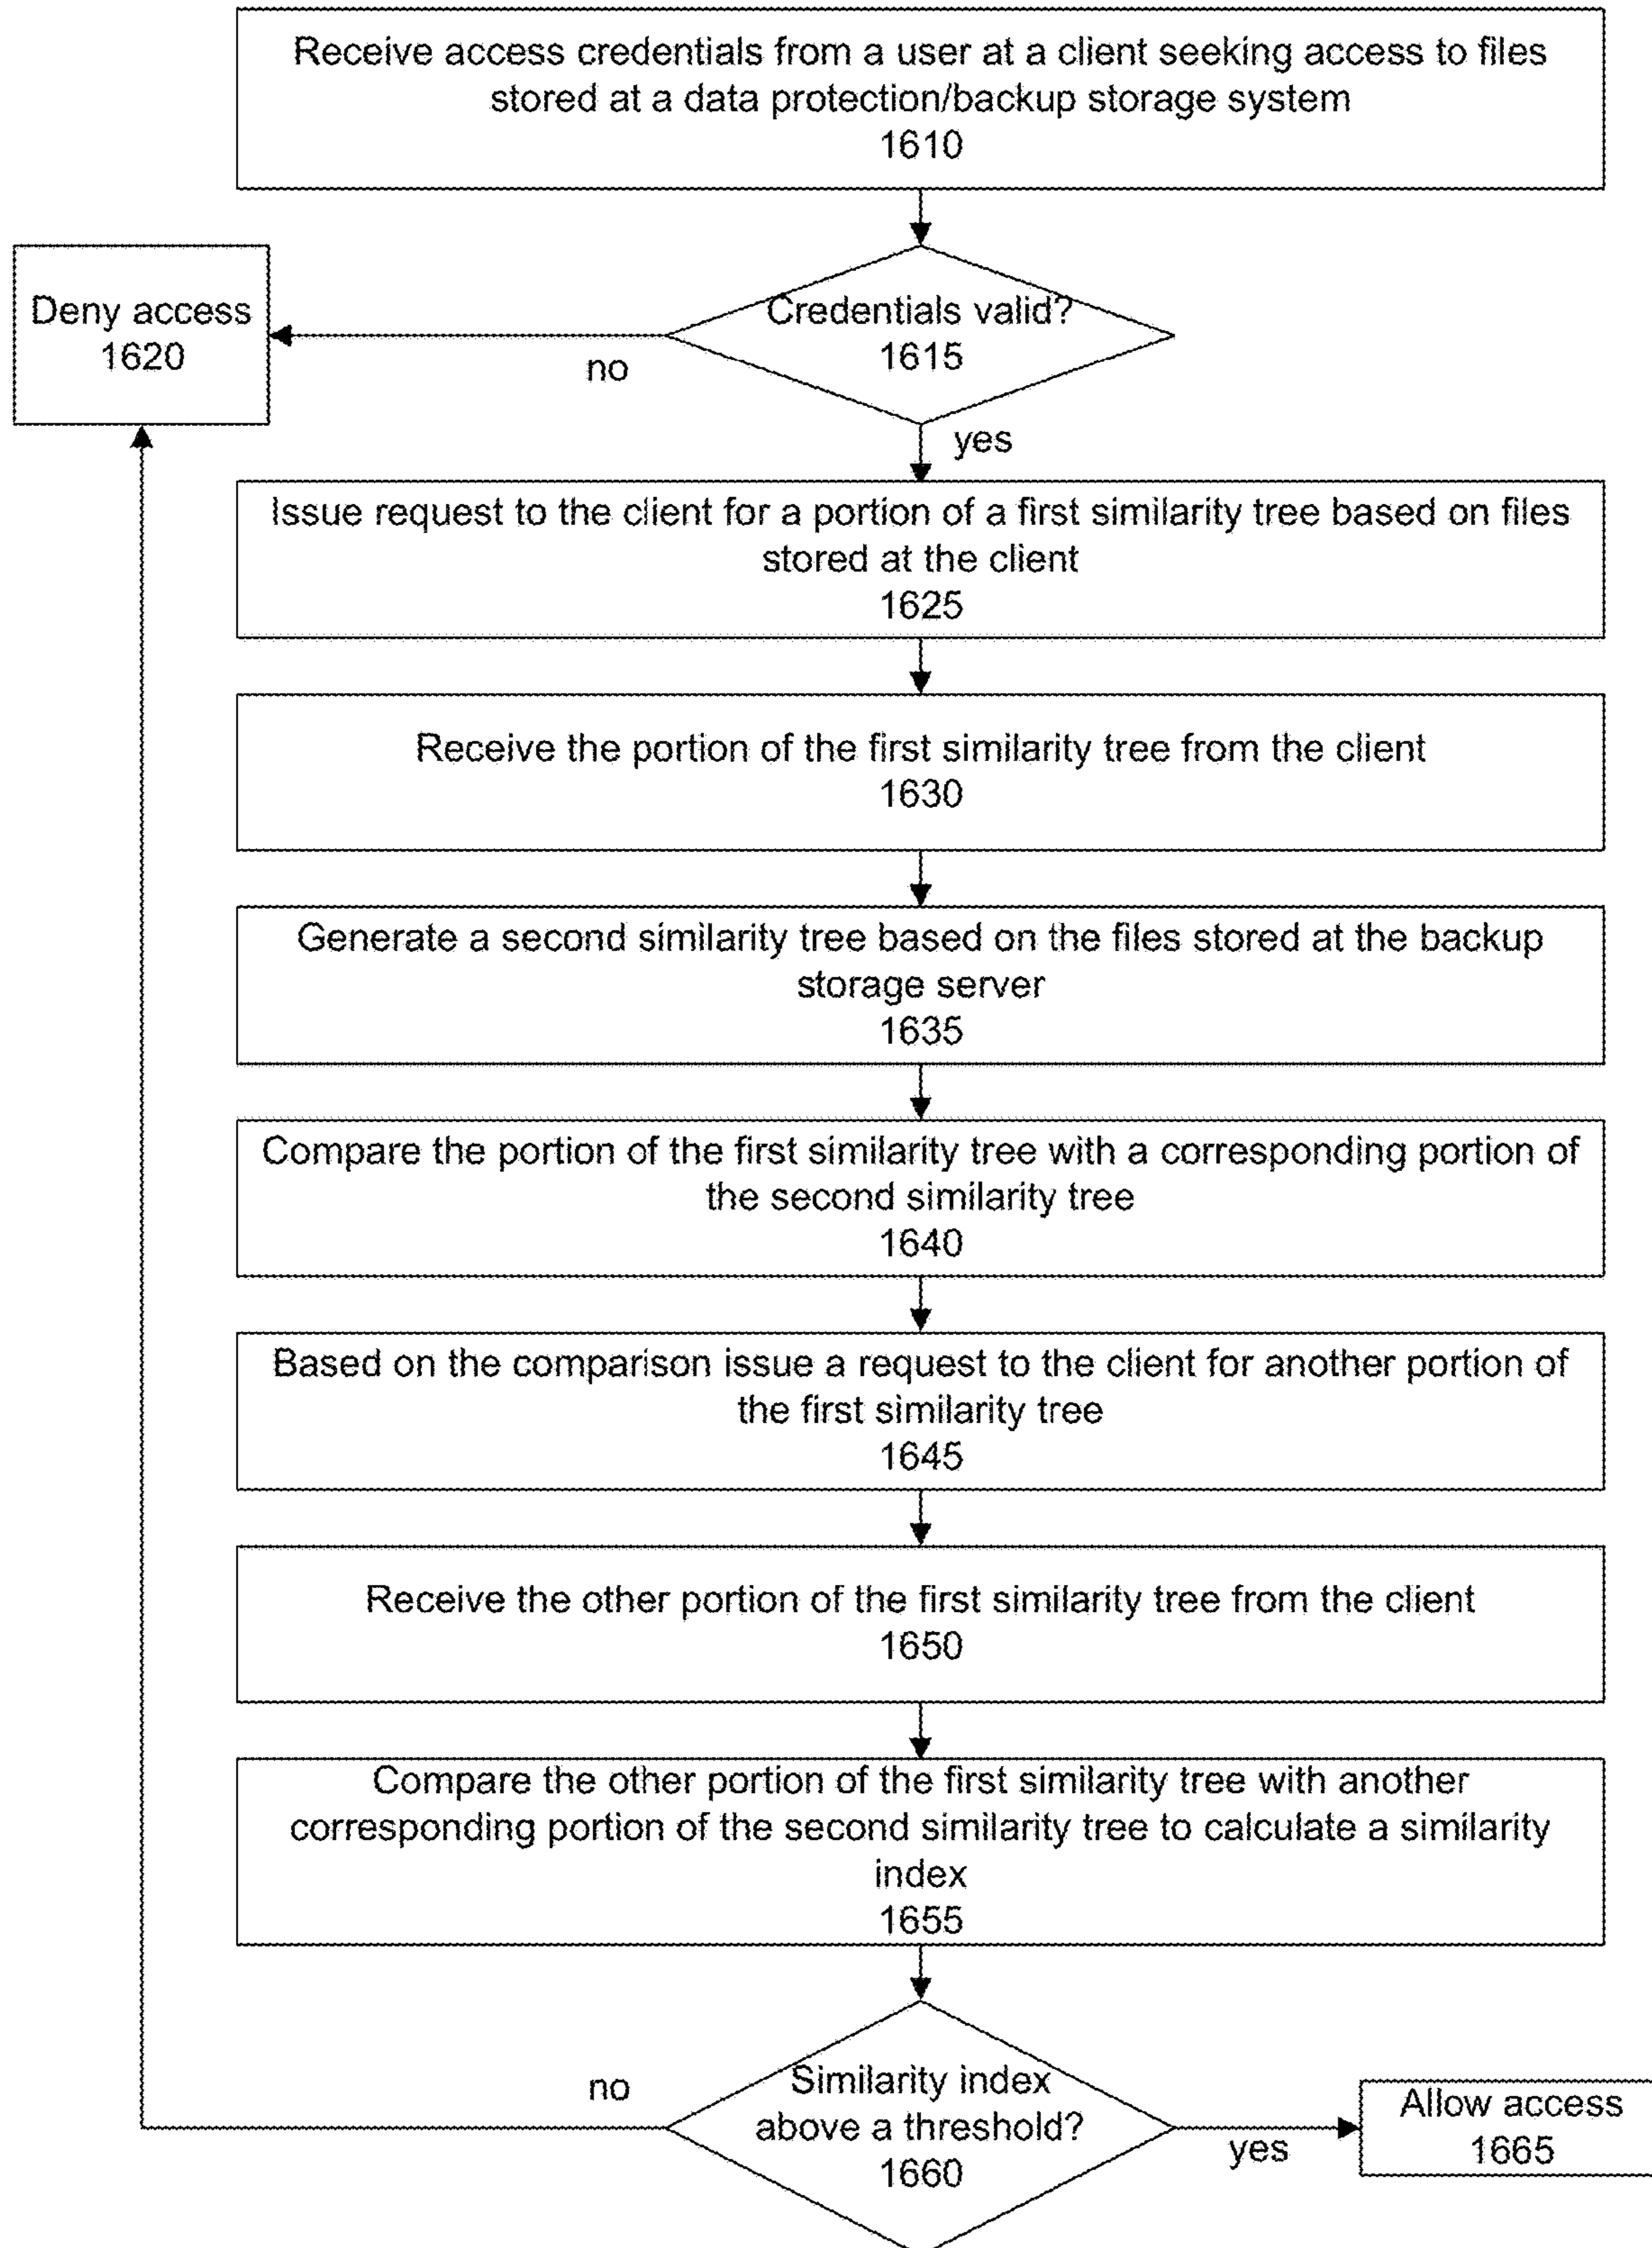 Receive access credentials from a user at a client seeking access to files
stored at a data protection/backup storage system
1610
Deny access
1620
Credentials valid?
1615
no
yes
Issue request to the client for a portion of a first similarity tree based on files
stored at the client
1625
Receive the portion of the first similarity tree from the client
1630
Generate a second similarity tree based on the files stored at the backup
storage server
1635
Compare the portion of the first similarity tree with a corresponding portion of
the second similarity tree
1640
Based on the comparison issue a request to the client for another portion of
the first similarity tree
1645
Receive the other portion of the first similarity tree from the client
1650
Compare the other portion of the first similarity tree with another
corresponding portion of the second similarity tree to calculate a similarity
index
1655
no
Similarity index
above a threshold?
1660
yes
Allow access
1665